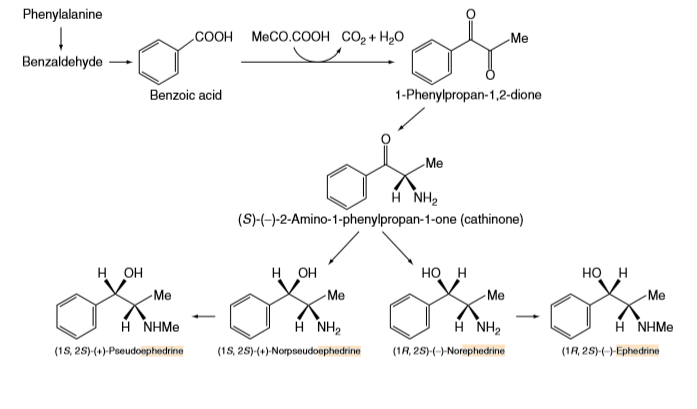 Phenylalanine
Benzaldehyde
COOH
MeCO.COOH CO₂ + H₂O
Benzoic acid
O
Me
O
1-Phenylpropan-1,2-dione
O
Me
H NH₂
(S)-(–)-2-Amino-1-phenylpropan-1-one (cathinone)
H OH
Me
H NHMe
(1S, 2S)-(+)-Pseudoephedrine
H OH
Me
H NH₂
(1S, 2S)-(+)-Norpseudoephedrine
HO H
Me
H NH₂
(1R, 2S)-(–)-Norephedrine
HO H
Me
H NHMe
(1R, 2S)-(–)-Ephedrine